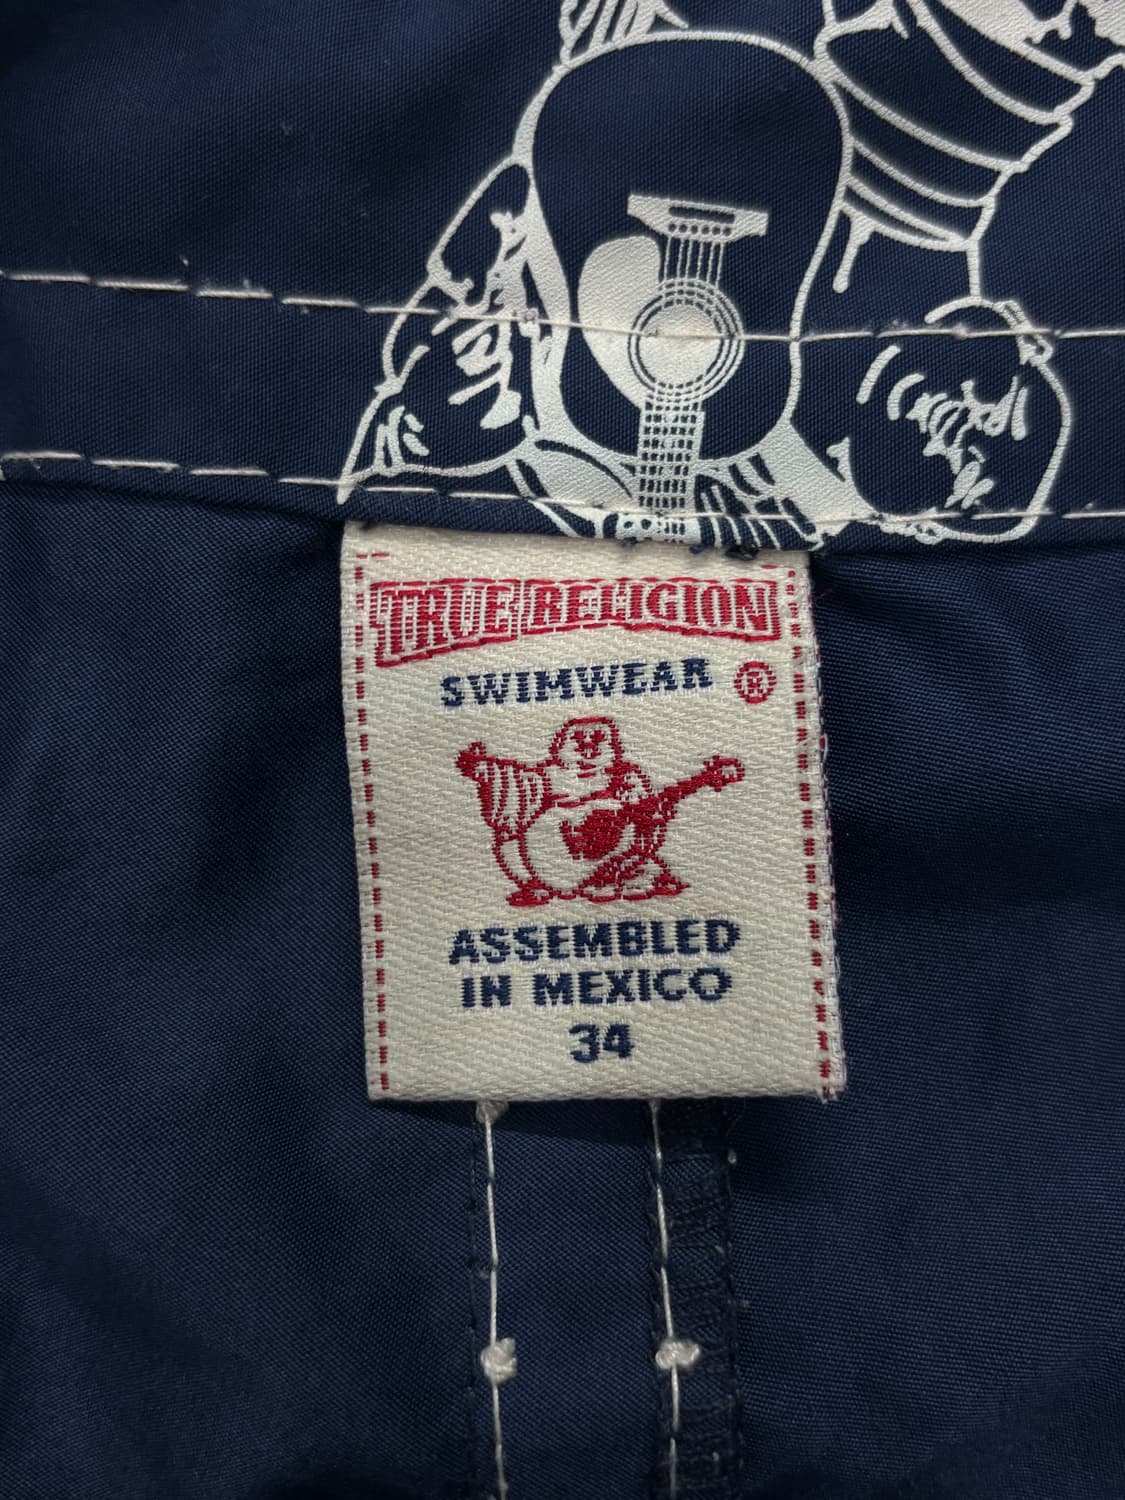 TRUE RELIGION
SWIMWEAR ®
ASSEMBLED
IN MEXICO
34